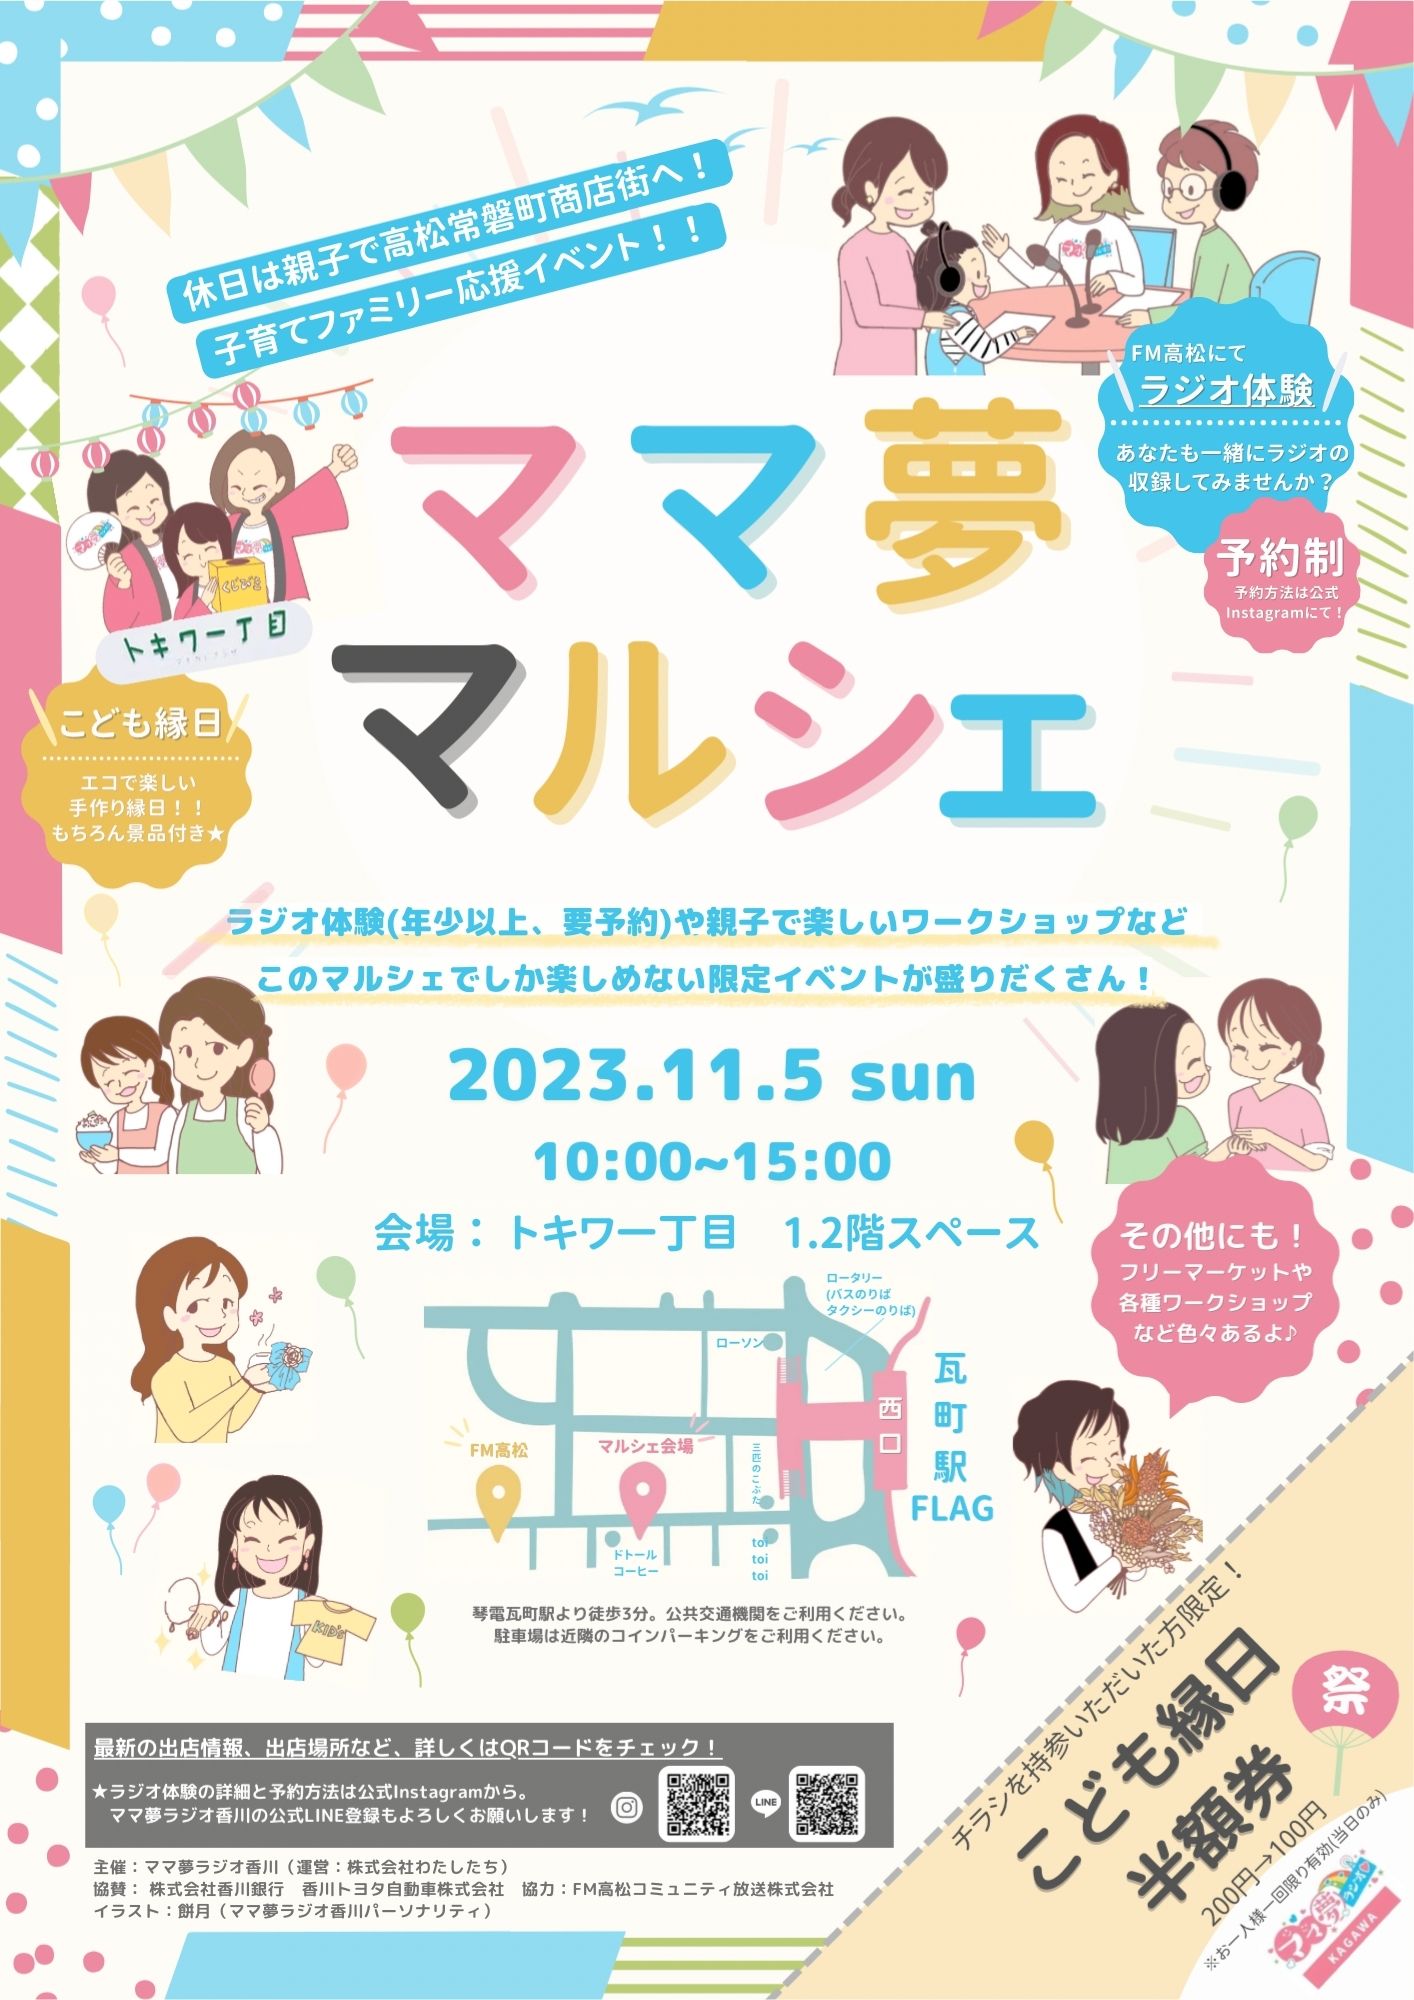 休日は親子で高松常磐町商店街へ！
子育てファミリー応援イベント！！
FM高松にて
ラジオ体験
あなたも一緒にラジオの
収録してみませんか？
予約制
予約方法は公式
Instagramにて！
ママ夢
マルシェ
くじびき
トキワ一丁目
こども縁日
エコで楽しい
手作り縁日！！
もちろん景品付き★
ラジオ体験(年少以上、要予約)や親子で楽しいワークショップなど
このマルシェでしか楽しめない限定イベントが盛りだくさん！
2023.11.5 sun
10:00~15:00
会場：トキワ一丁目　1.2階スペース
その他にも！
フリーマーケットや
各種ワークショップ
など色々あるよ♪
ロータリー
(バスのりば
タクシーのりば)
ローソン
西口
瓦町駅
FLAG
FM高松
マルシェ会場
三匹のこぶた
ドトール
コーヒー
toi
toi
toi
KID's
琴電瓦町駅より徒歩3分。公共交通機関をご利用ください。
駐車場は近隣のコインパーキングをご利用ください。
チラシを持参いただいた方限定！
こども縁日
半額券
200円→100円
※お一人様一回限り有効(当日のみ)
祭
ママ夢ラジオ
KAGAWA
最新の出店情報、出店場所など、詳しくはQRコードをチェック！
★ラジオ体験の詳細と予約方法は公式Instagramから。
ママ夢ラジオ香川の公式LINE登録もよろしくお願いします！
LINE
主催：ママ夢ラジオ香川（運営：株式会社わたしたち）
協賛： 株式会社香川銀行　香川トヨタ自動車株式会社　協力：FM高松コミュニティ放送株式会社
イラスト：餅月（ママ夢ラジオ香川パーソナリティ）